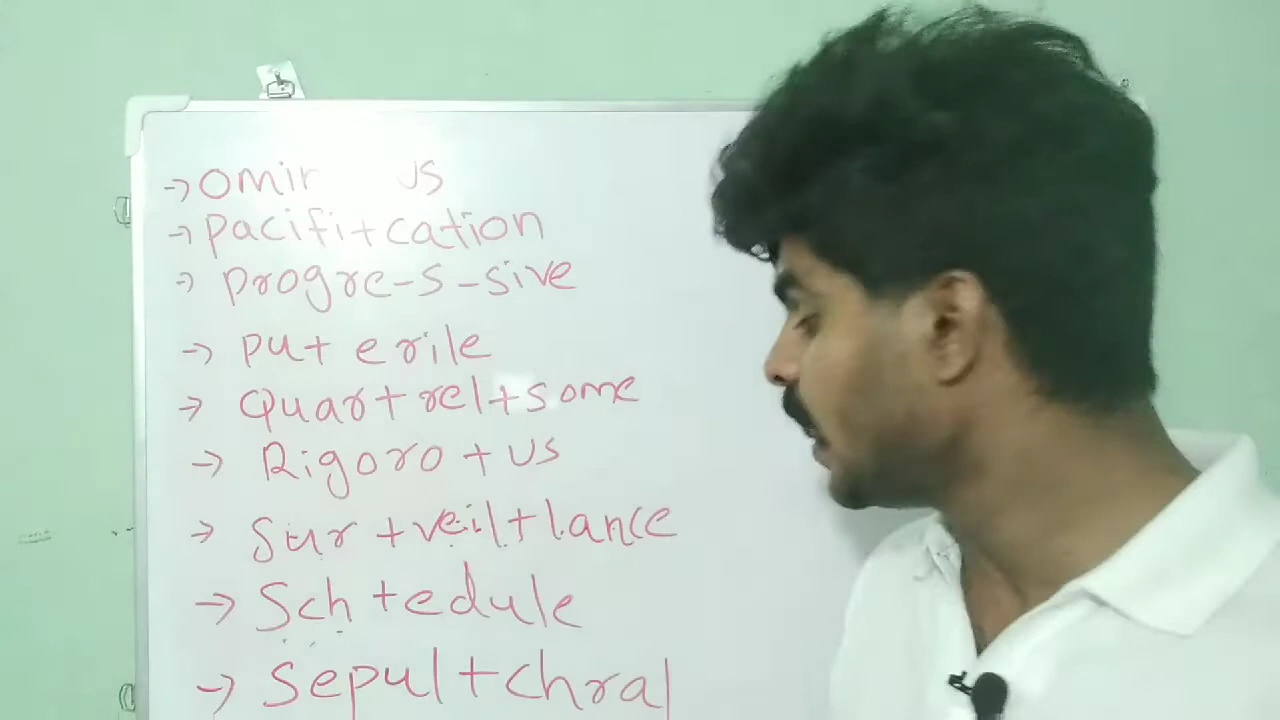 → omin us
→ pacifi+cation
→ progre-s-sive
→ pu+ erile
→ Quar+rel+some
→ Rigoro+us
→ Sur+veil+lance
→ Sch+edule
→ sepul+chral